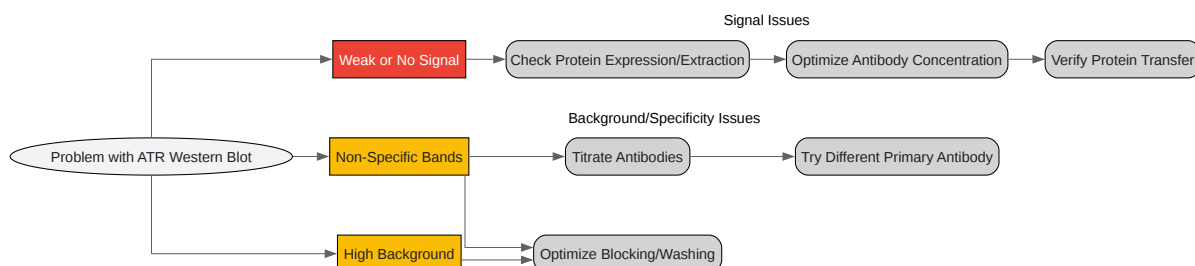 Signal Issues
Weak or No Signal
Check Protein Expression/Extraction
Optimize Antibody Concentration
Verify Protein Transfer
Background/Specificity Issues
Problem with ATR Western Blot
Non-Specific Bands
Titrate Antibodies
Try Different Primary Antibody
High Background
Optimize Blocking/Washing